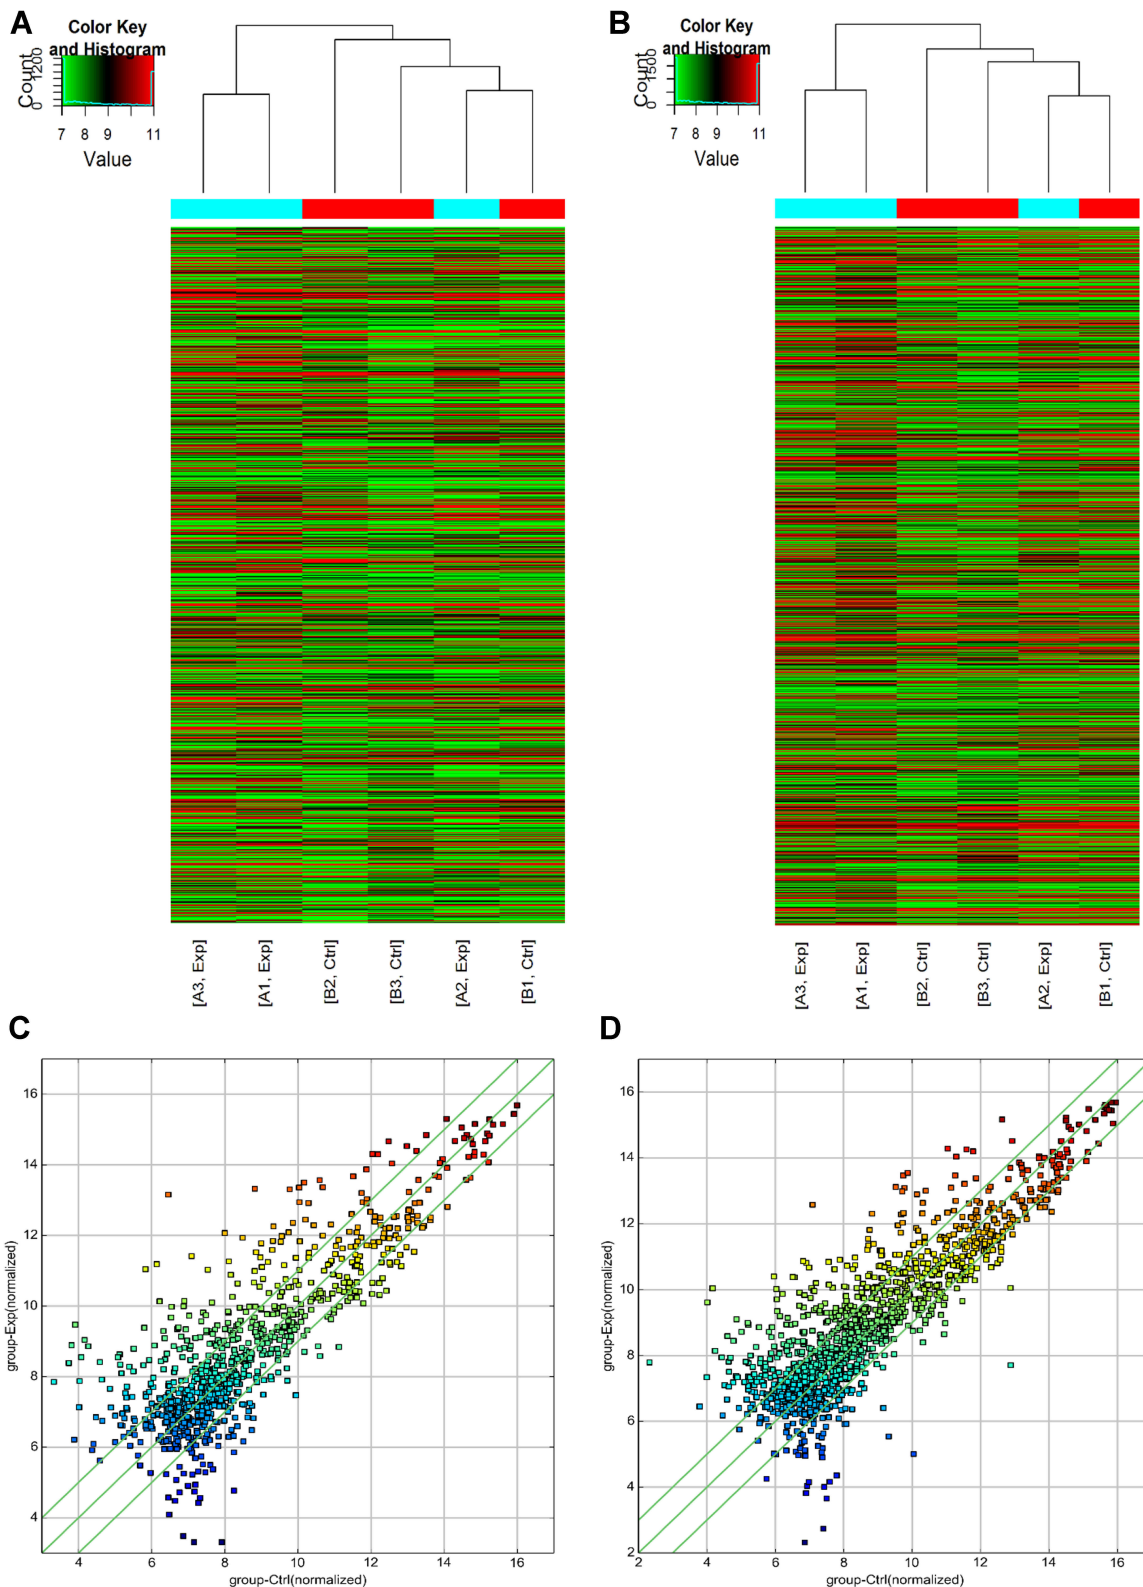 A
Color Key
and Histogram
Count
0
1200
7 8 9 11
Value
[A3, Exp]
[A1, Exp]
[B2, Ctrl]
[B3, Ctrl]
[A2, Exp]
[B1, Ctrl]
B
Color Key
and Histogram
Count
0
1500
7 8 9 11
Value
[A3, Exp]
[A1, Exp]
[B2, Ctrl]
[B3, Ctrl]
[A2, Exp]
[B1, Ctrl]
C
group-Exp(normalized)
16
14
12
10
8
6
4
4 6 8 10 12 14 16
group-Ctrl(normalized)
D
group-Exp(normalized)
16
14
12
10
8
6
4
2
2 4 6 8 10 12 14 16
group-Ctrl(normalized)